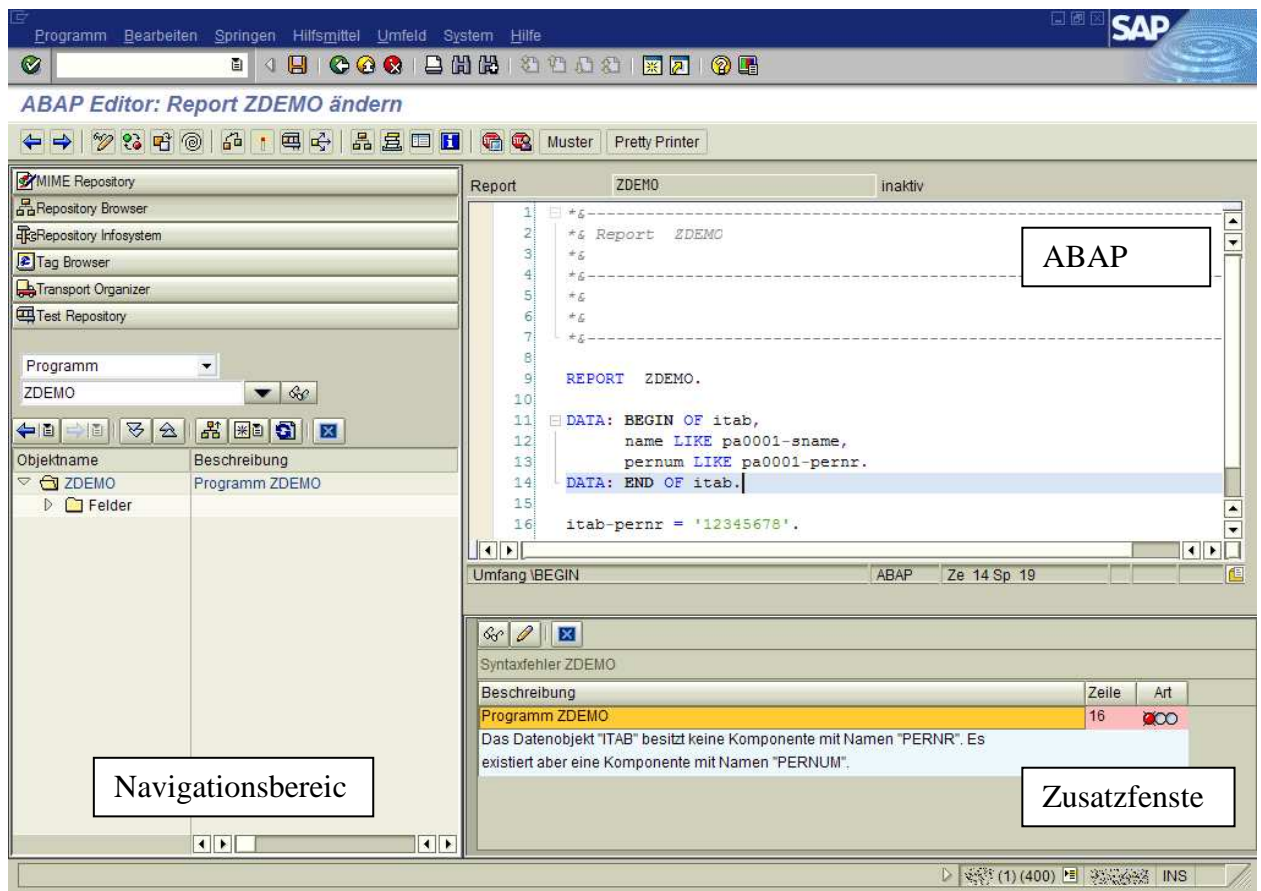 Programm Bearbeiten Springen Hilfsmittel Umfeld System Hilfe
SAP
ABAP Editor: Report ZDEMO ändern
Muster Pretty Printer
MIME Repository
Repository Browser
Repository Infosystem
Tag Browser
Transport Organizer
Test Repository
Programm
ZDEMO
Objektname Beschreibung
ZDEMO Programm ZDEMO
Felder
Navigationsbereic
Report ZDEMO inaktiv
1 *&---------------------------------------------------------------------
2 *& Report ZDEMO
3 *&
4 *&---------------------------------------------------------------------
5 *&
6 *&
7 *&---------------------------------------------------------------------
8
9 REPORT ZDEMO.
10
11 DATA: BEGIN OF itab,
12 name LIKE pa0001-sname,
13 pernum LIKE pa0001-pernr.
14 DATA: END OF itab.
15
16 itab-pernr = '12345678'.
ABAP
Umfang \BEGIN ABAP Ze 14 Sp 19
Syntaxfehler ZDEMO
Beschreibung Zeile Art
Programm ZDEMO 16
Das Datenobjekt "ITAB" besitzt keine Komponente mit Namen "PERNR". Es
existiert aber eine Komponente mit Namen "PERNUM".
Zusatzfenste
(1) (400) INS